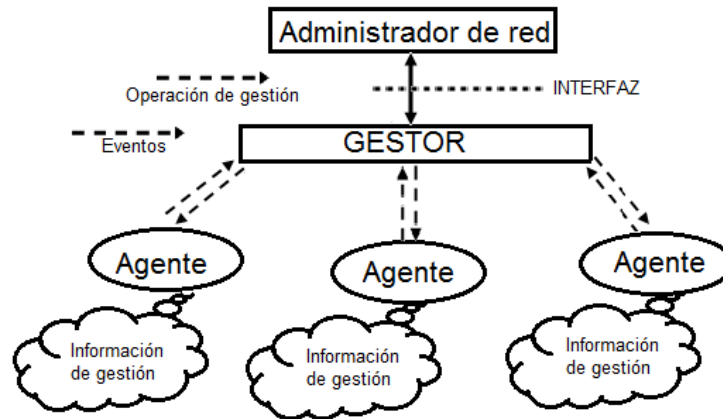 Administrador de red
Operación de gestión
INTERFAZ
Eventos
GESTOR
Agente
Agente
Agente
Información
de gestión
Información
de gestión
Información
de gestión